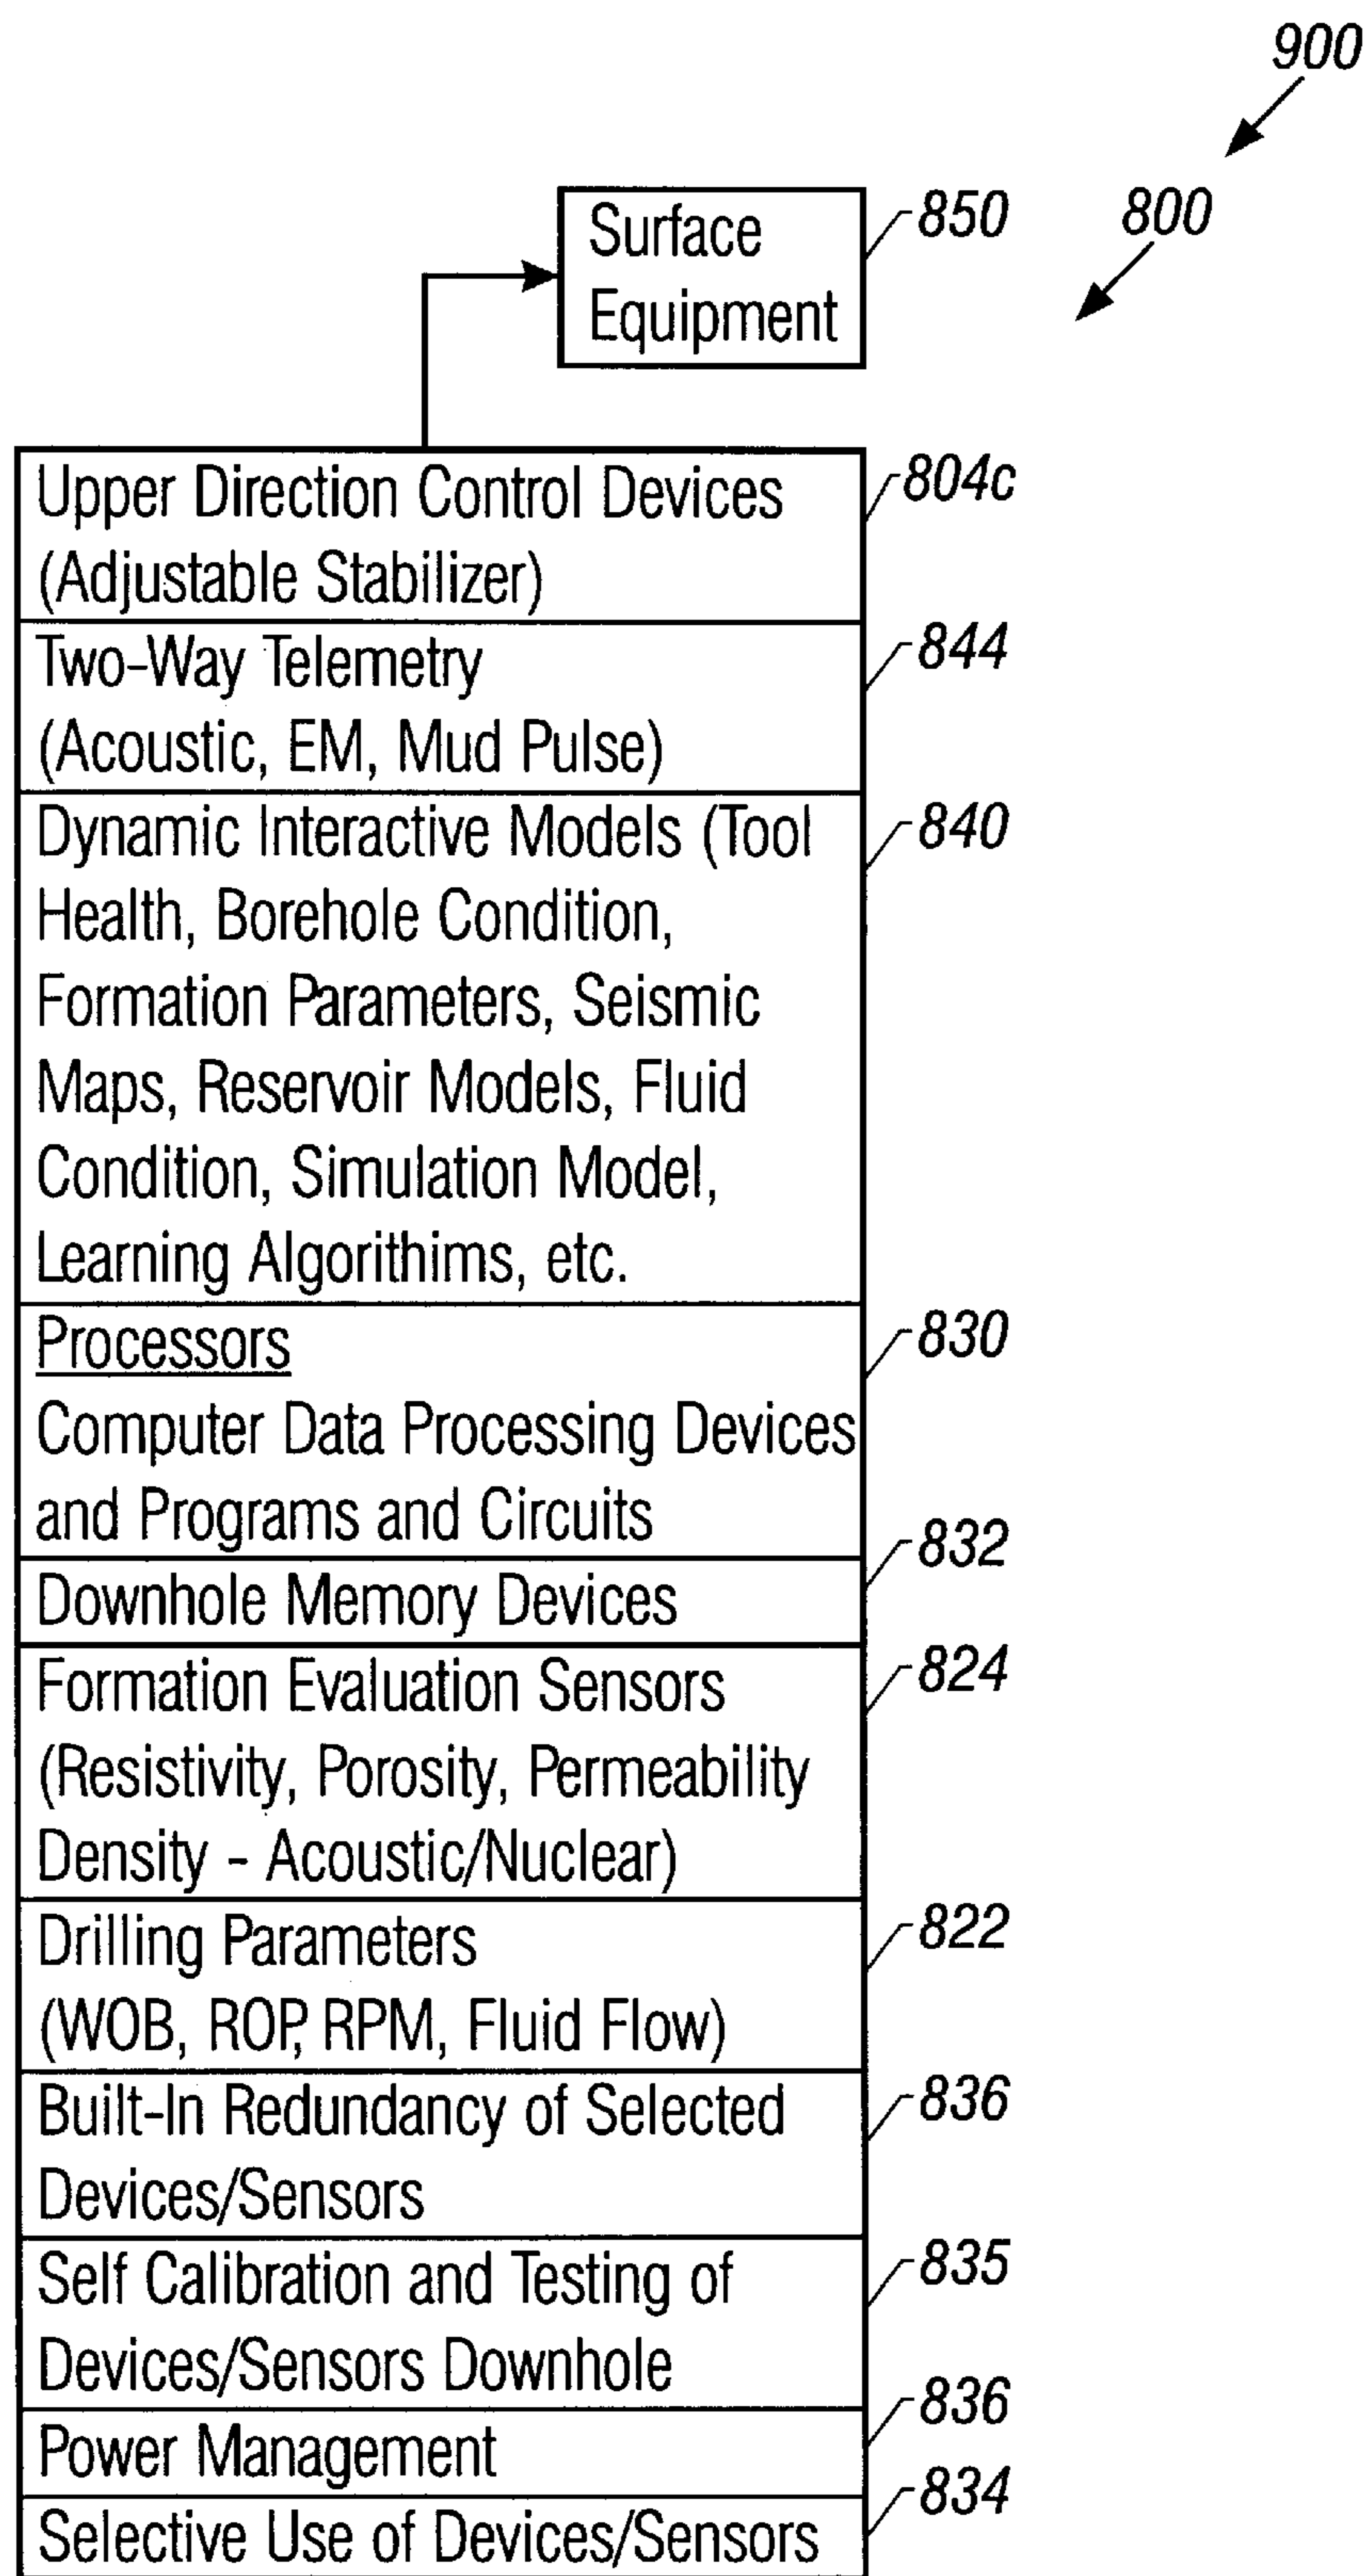 900
800
Surface
Equipment
850
Upper Direction Control Devices
(Adjustable Stabilizer)
804c
Two-Way Telemetry
(Acoustic, EM, Mud Pulse)
844
Dynamic Interactive Models (Tool
Health, Borehole Condition,
Formation Parameters, Seismic
Maps, Reservoir Models, Fluid
Condition, Simulation Model,
Learning Algorithims, etc.
840
Processors
Computer Data Processing Devices
and Programs and Circuits
830
Downhole Memory Devices
832
Formation Evaluation Sensors
(Resistivity, Porosity, Permeability
Density - Acoustic/Nuclear)
824
Drilling Parameters
(WOB, ROP, RPM, Fluid Flow)
822
Built-In Redundancy of Selected
Devices/Sensors
836
Self Calibration and Testing of
Devices/Sensors Downhole
835
Power Management
836
Selective Use of Devices/Sensors
834